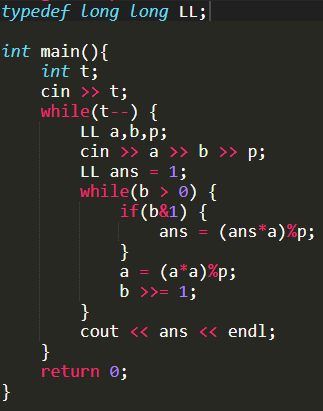 typedef long long LL;
int main(){
    int t;
    cin >> t;
    while(t--) {
        LL a,b,p;
        cin >> a >> b >> p;
        LL ans = 1;
        while(b > 0) {
            if(b&1) {
                ans = (ans*a)%p;
            }
            a = (a*a)%p;
            b >>= 1;
        }
        cout << ans << endl;
    }
    return 0;
}